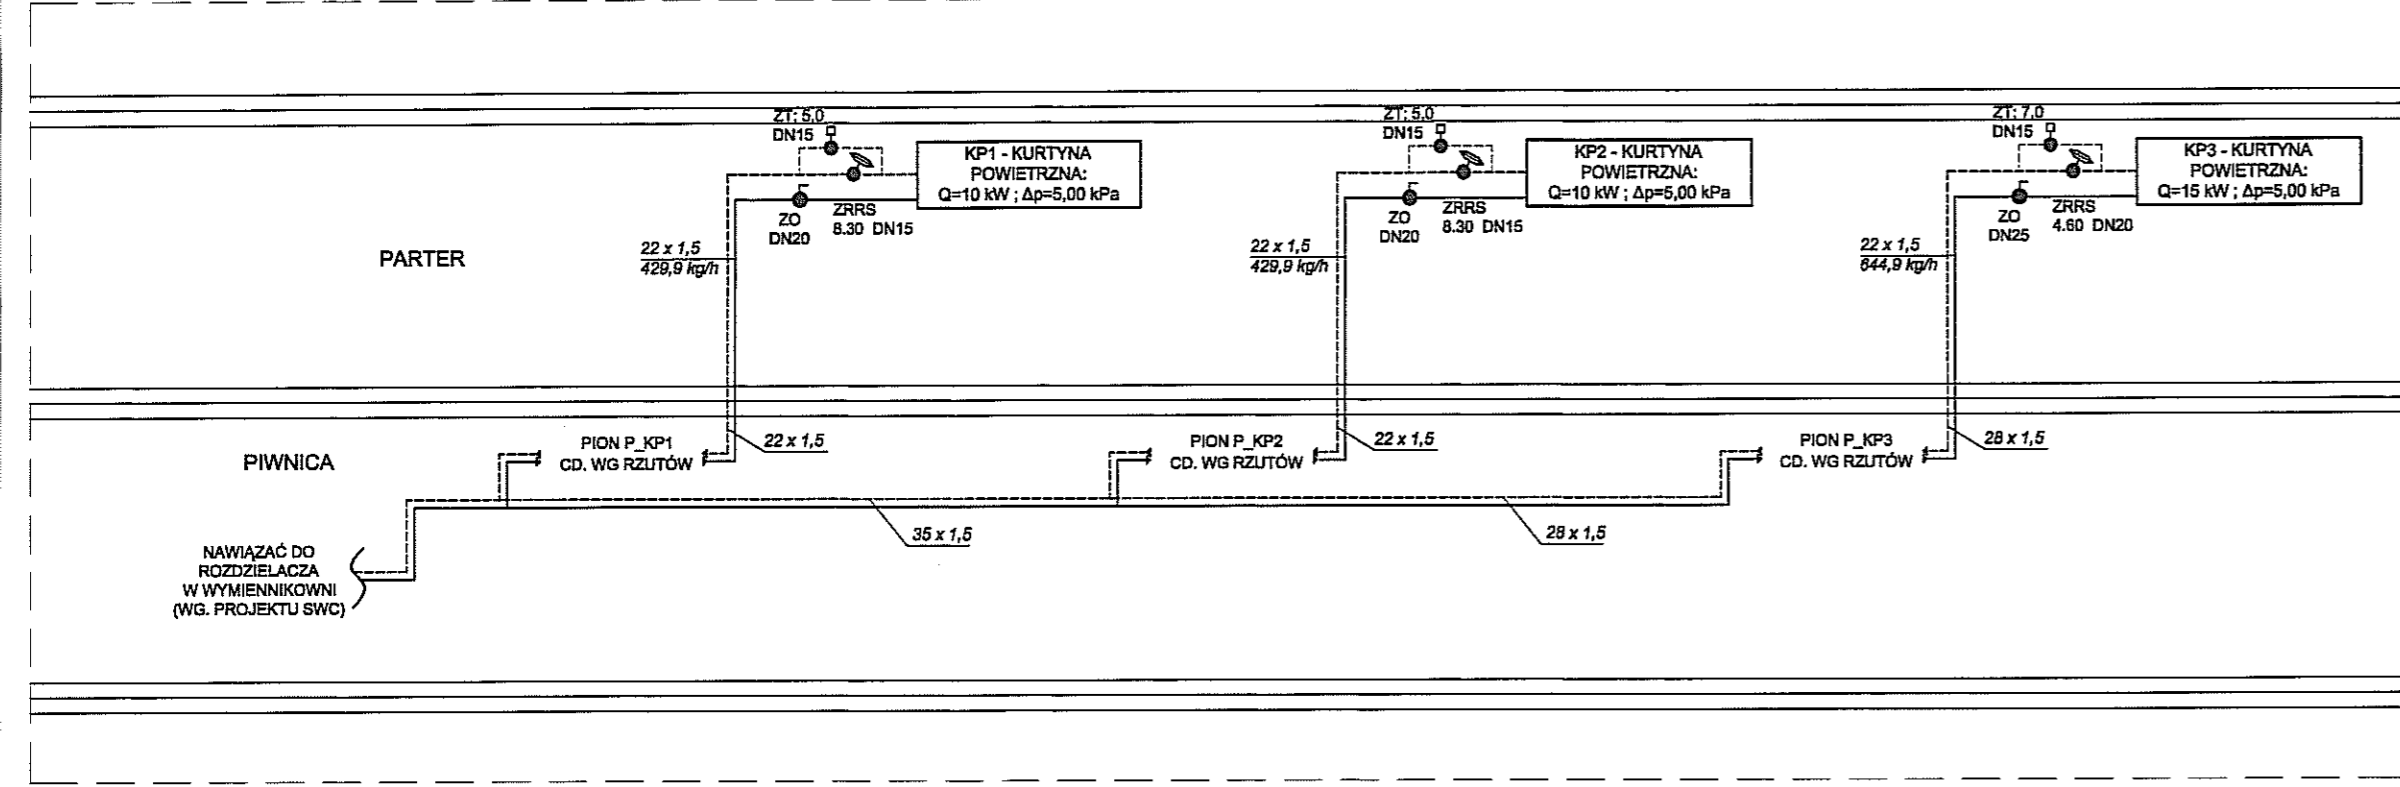 ZT: 5,0
DN15
KP1 - KURTYNA
POWIETRZNA:
Q=10 kW ; Δp=5,00 kPa
ZO
DN20
ZRRS
8.30 DN15
22 x 1,5
429,9 kg/h
ZT: 5,0
DN15
KP2 - KURTYNA
POWIETRZNA:
Q=10 kW ; Δp=5,00 kPa
ZO
DN20
ZRRS
8.30 DN15
22 x 1,5
429,9 kg/h
ZT: 7,0
DN15
KP3 - KURTYNA
POWIETRZNA:
Q=15 kW ; Δp=5,00 kPa
ZO
DN25
ZRRS
4.60 DN20
22 x 1,5
644,9 kg/h
PARTER
PIWNICA
PION P_KP1
CD. WG RZUTÓW
22 x 1,5
PION P_KP2
CD. WG RZUTÓW
22 x 1,5
PION P_KP3
CD. WG RZUTÓW
28 x 1,5
35 x 1,5
28 x 1,5
NAWIĄZAĆ DO
ROZDZIELACZA
W WYMIENNIKOWNI
(WG. PROJEKTU SWC)